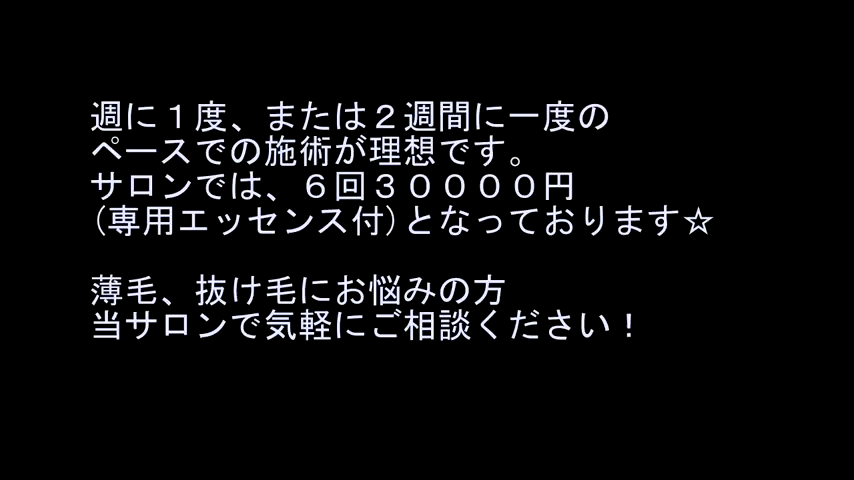 週に１度、または２週間に一度の
ペースでの施術が理想です。
サロンでは、６回３００００円
(専用エッセンス付)となっております☆
薄毛、抜け毛にお悩みの方
当サロンで気軽にご相談ください！